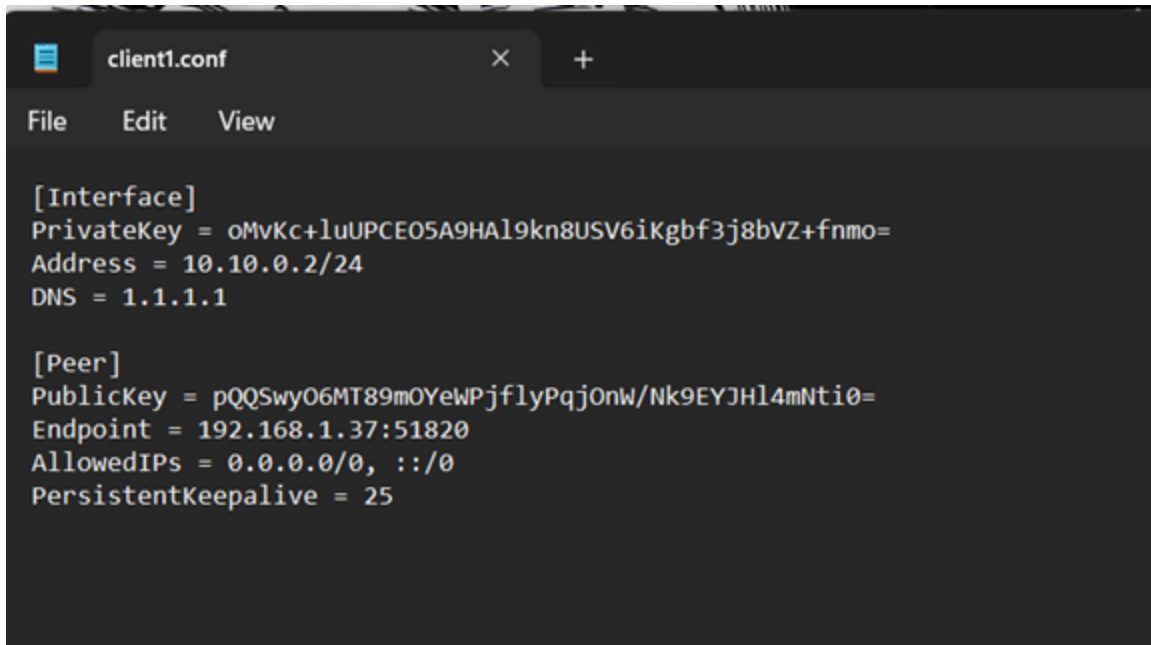 client1.conf
File Edit View
[Interface]
PrivateKey = oMvKc+luUPCEO5A9HAl9kn8USV6iKgbf3j8bVZ+fnmo=
Address = 10.10.0.2/24
DNS = 1.1.1.1
[Peer]
PublicKey = pQQSwyO6MT89mOYeWPjflyPqjOnW/Nk9EYJHl4mNti0=
Endpoint = 192.168.1.37:51820
AllowedIPs = 0.0.0.0/0, ::/0
PersistentKeepalive = 25